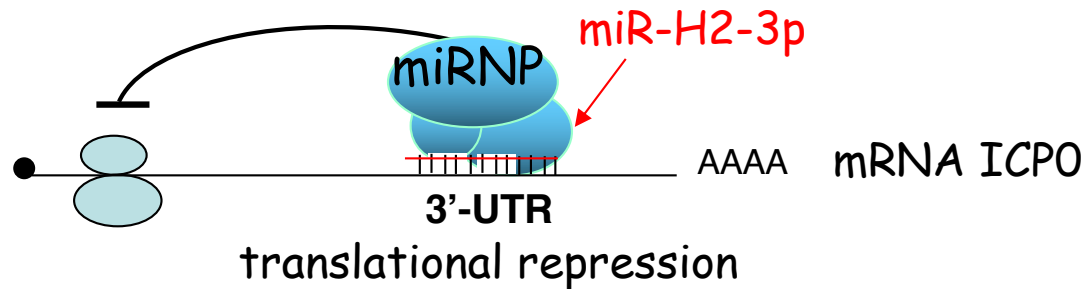 miR-H2-3p
miRNP
AAAA mRNA ICP0
3'-UTR
translational repression